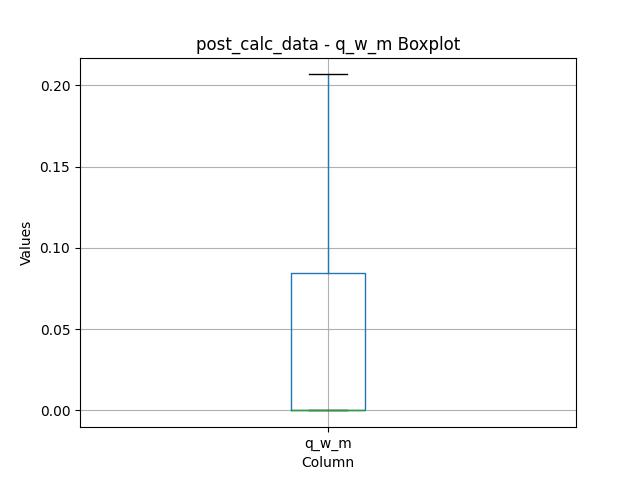 post_calc_data - q_w_m Boxplot
0.20
0.15
0.10
0.05
0.00
Values
q_w_m
Column